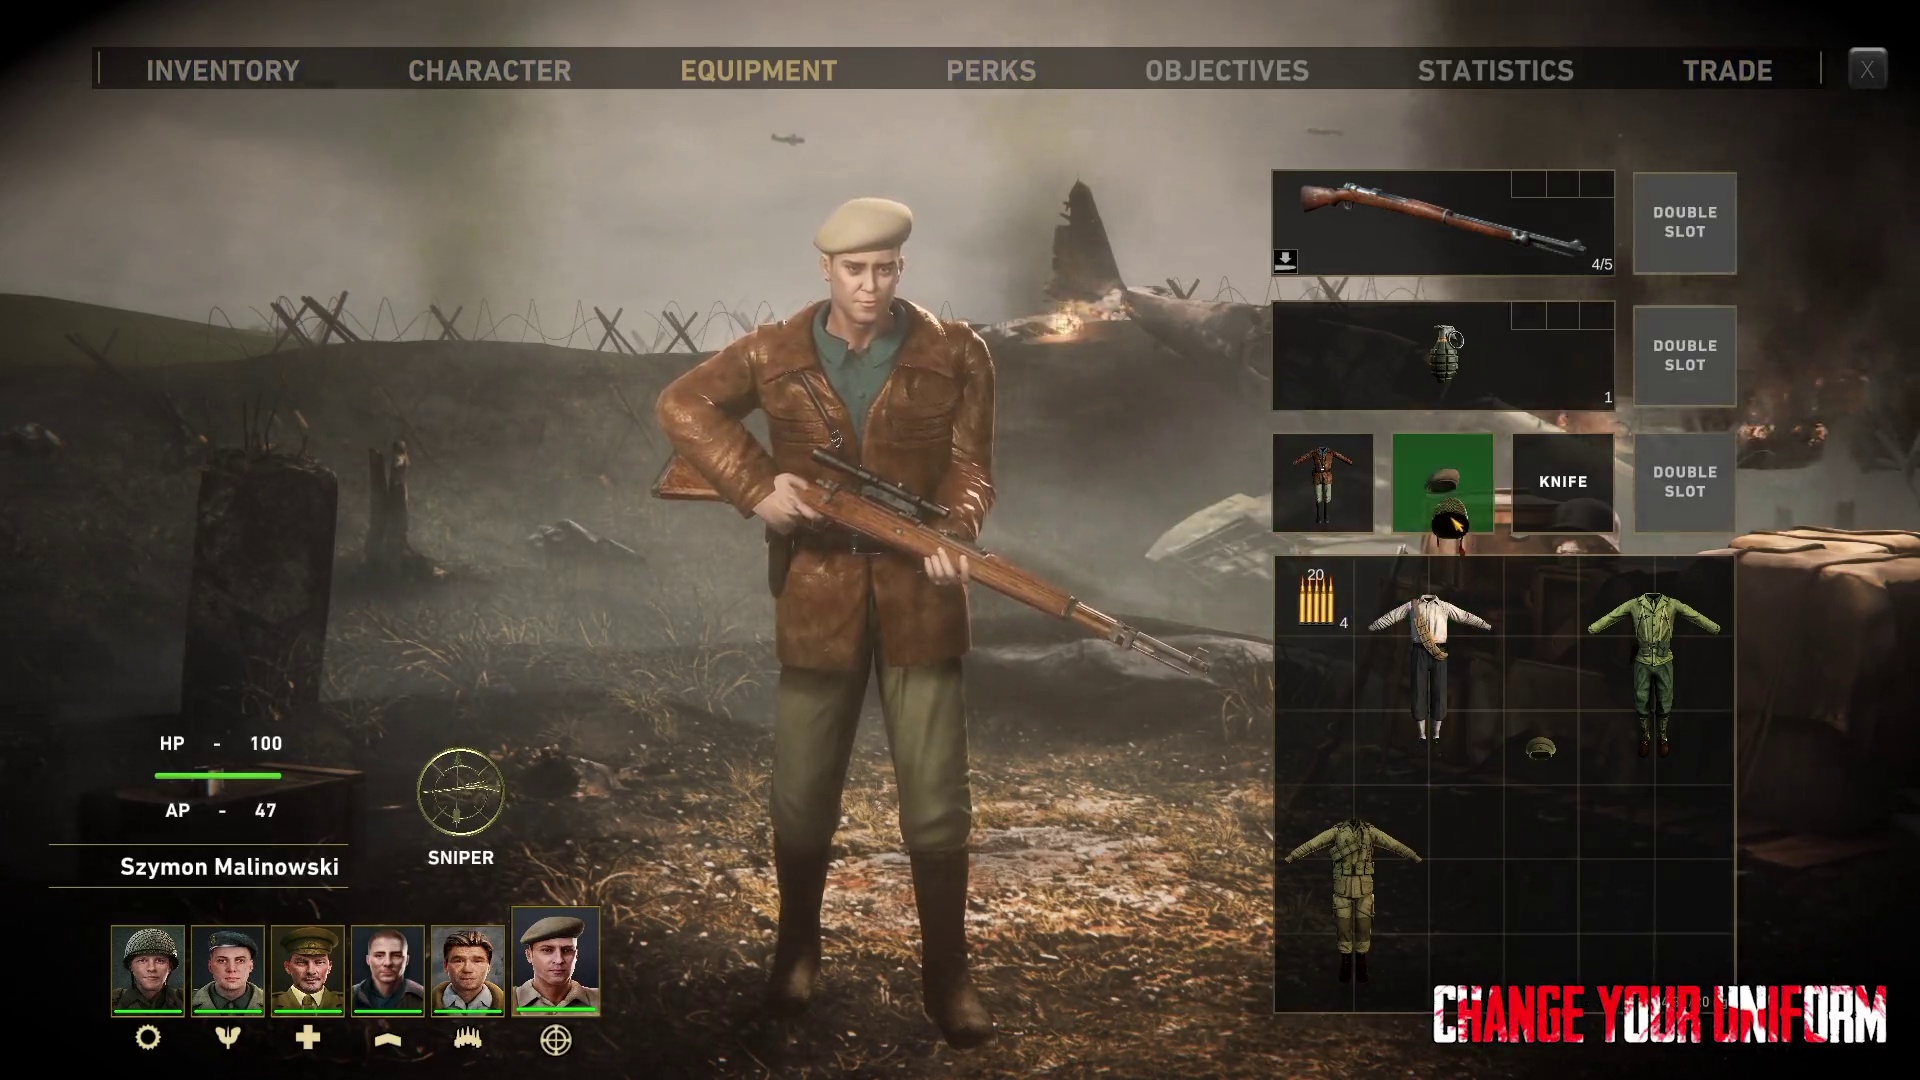 INVENTORY CHARACTER EQUIPMENT PERKS OBJECTIVES STATISTICS TRADE X
DOUBLE
SLOT
4/5
DOUBLE
SLOT
1
KNIFE
DOUBLE
SLOT
20
4
HP - 100
AP - 47
Szymon Malinowski
SNIPER
CHANGE YOUR UNIFORM